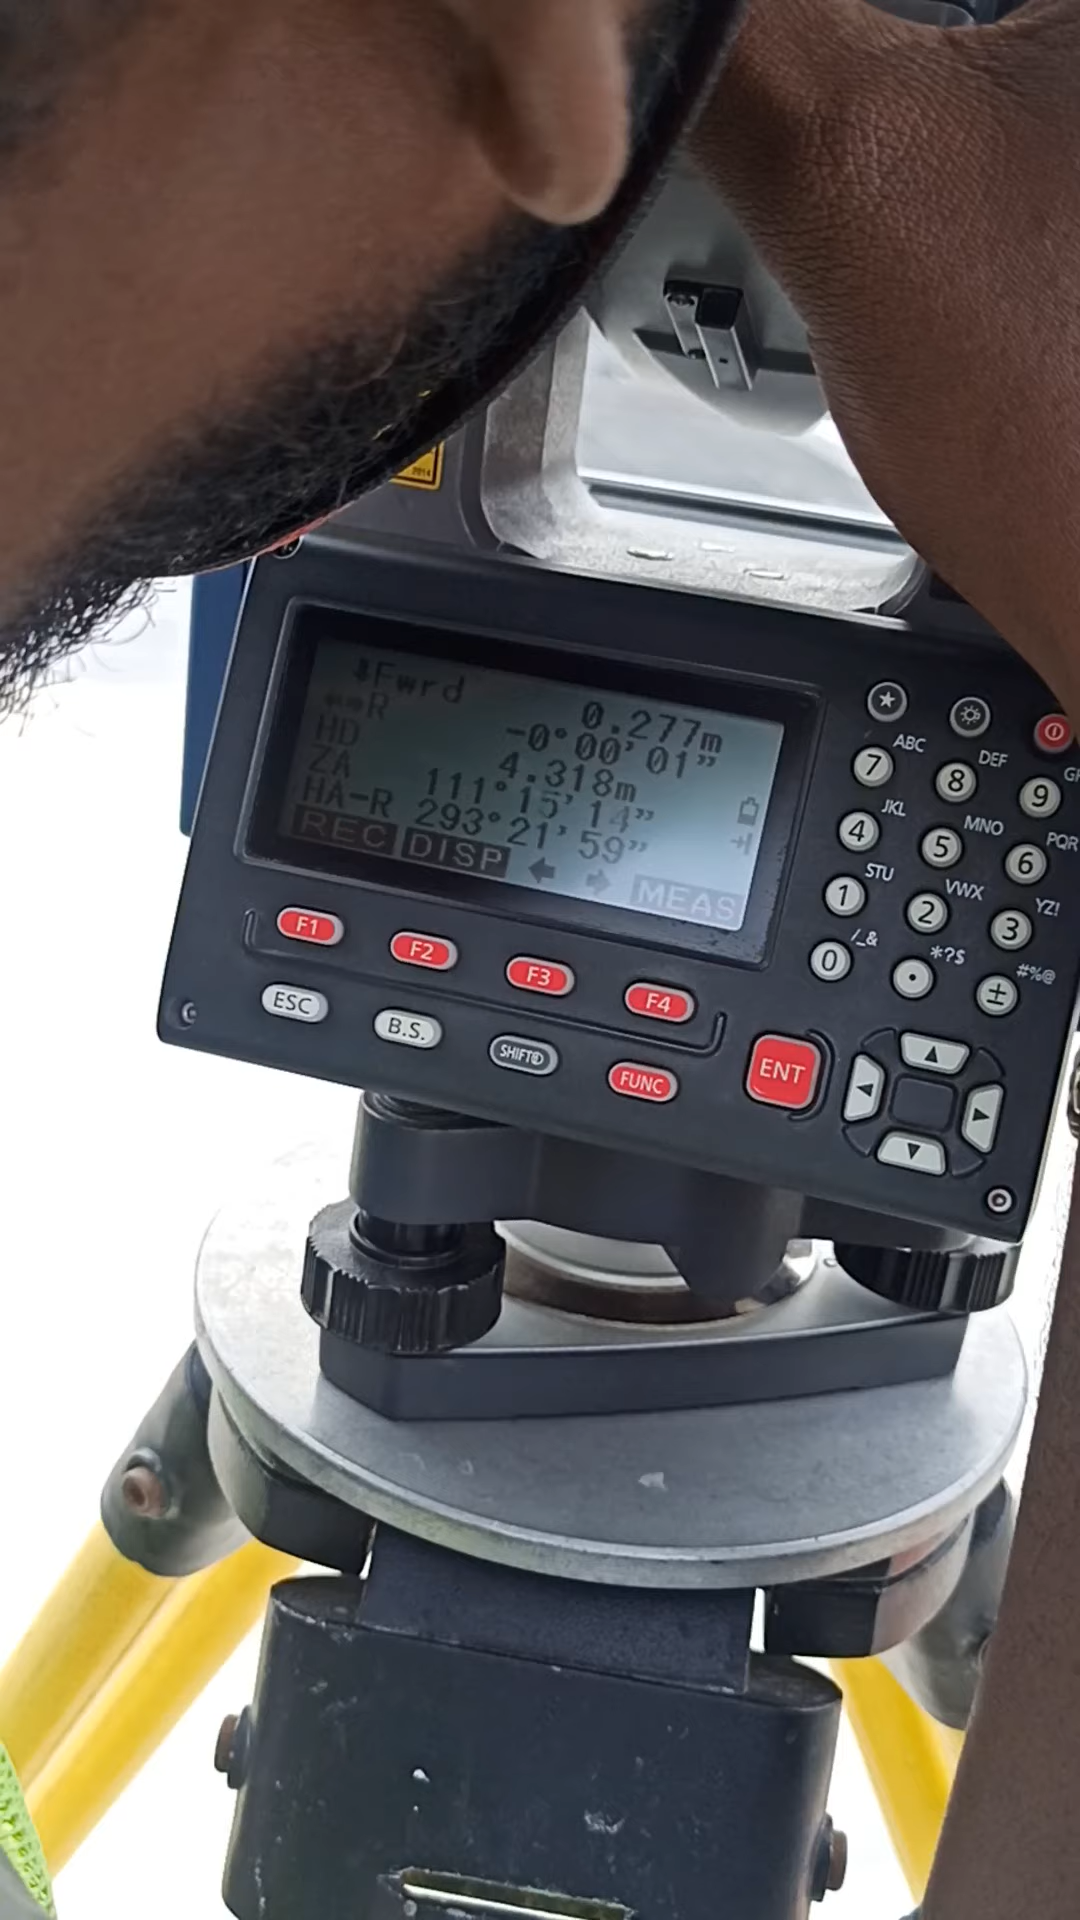 2014
⬇Fwrd 0.277m
R -0°00'01"
HD 4.318m
ZA 111°15'14"
HA-R 293°21'59"
REC DISP ← → MEAS
F1 F2 F3 F4
ESC B.S. SHIFT FUNC
ENT
★
ABC DEF
7 8 9
JKL MNO PQR
4 5 6
STU VWX YZ!
1 2 3
/_& *?$ #%@
0 • ±
▲
◀ ▶
▼